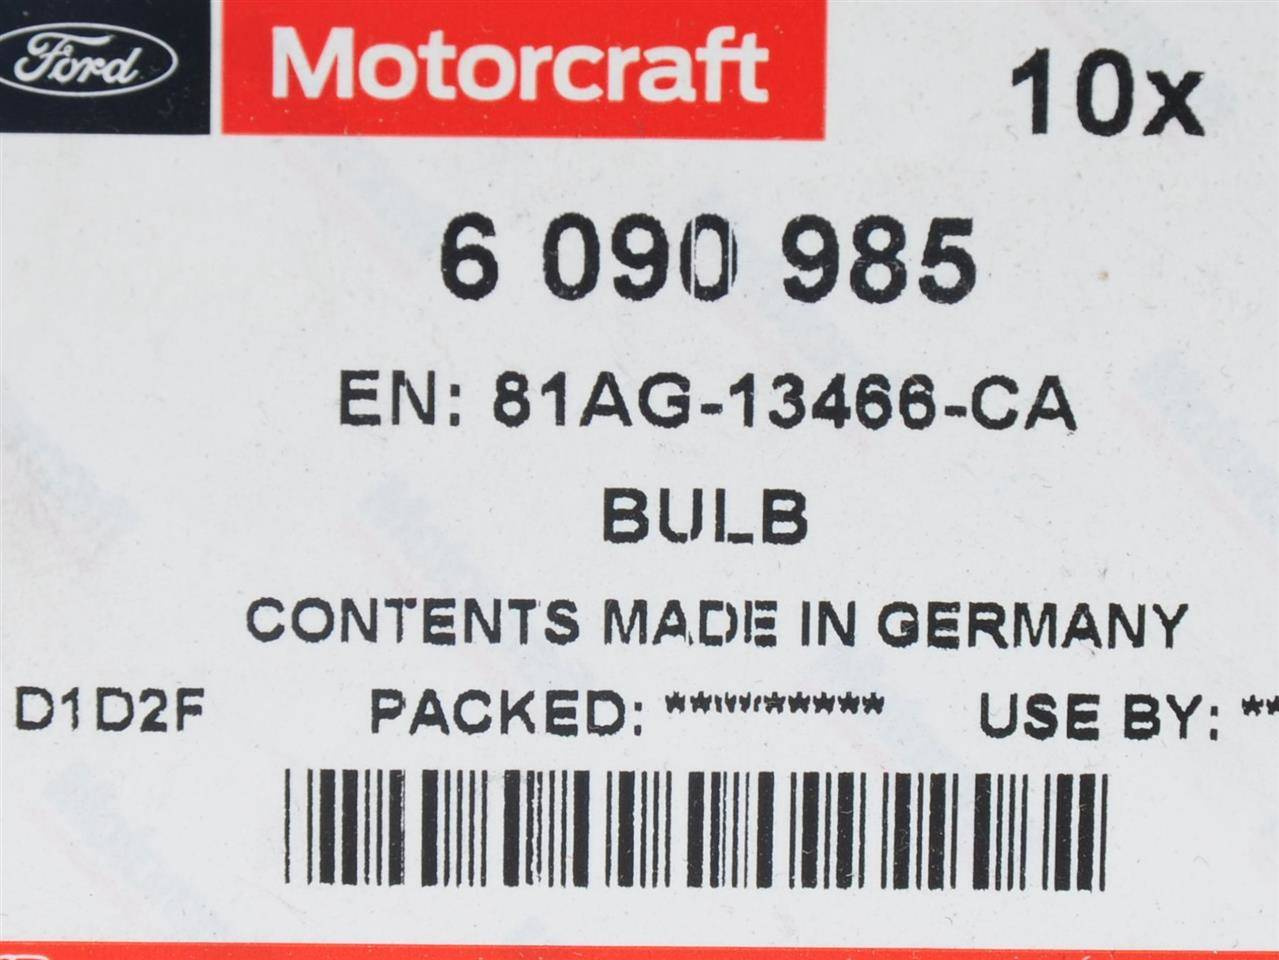 Ford Motorcraft 10x
6 090 985
EN: 81AG-13466-CA
BULB
CONTENTS MADE IN GERMANY
D1D2F PACKED: ********** USE BY: **